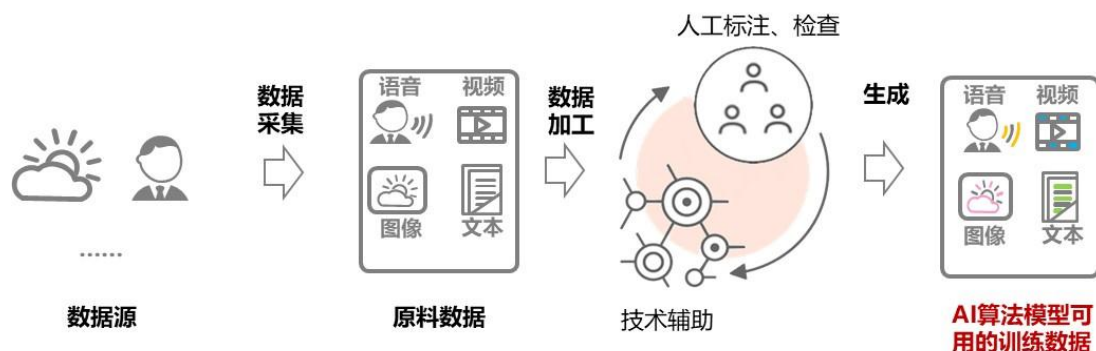 人工标注、检查
数据
采集
语音 视频
图像 文本
数据
加工
生成
语音 视频
图像 文本
......
数据源
原料数据
技术辅助
AI算法模型可
用的训练数据